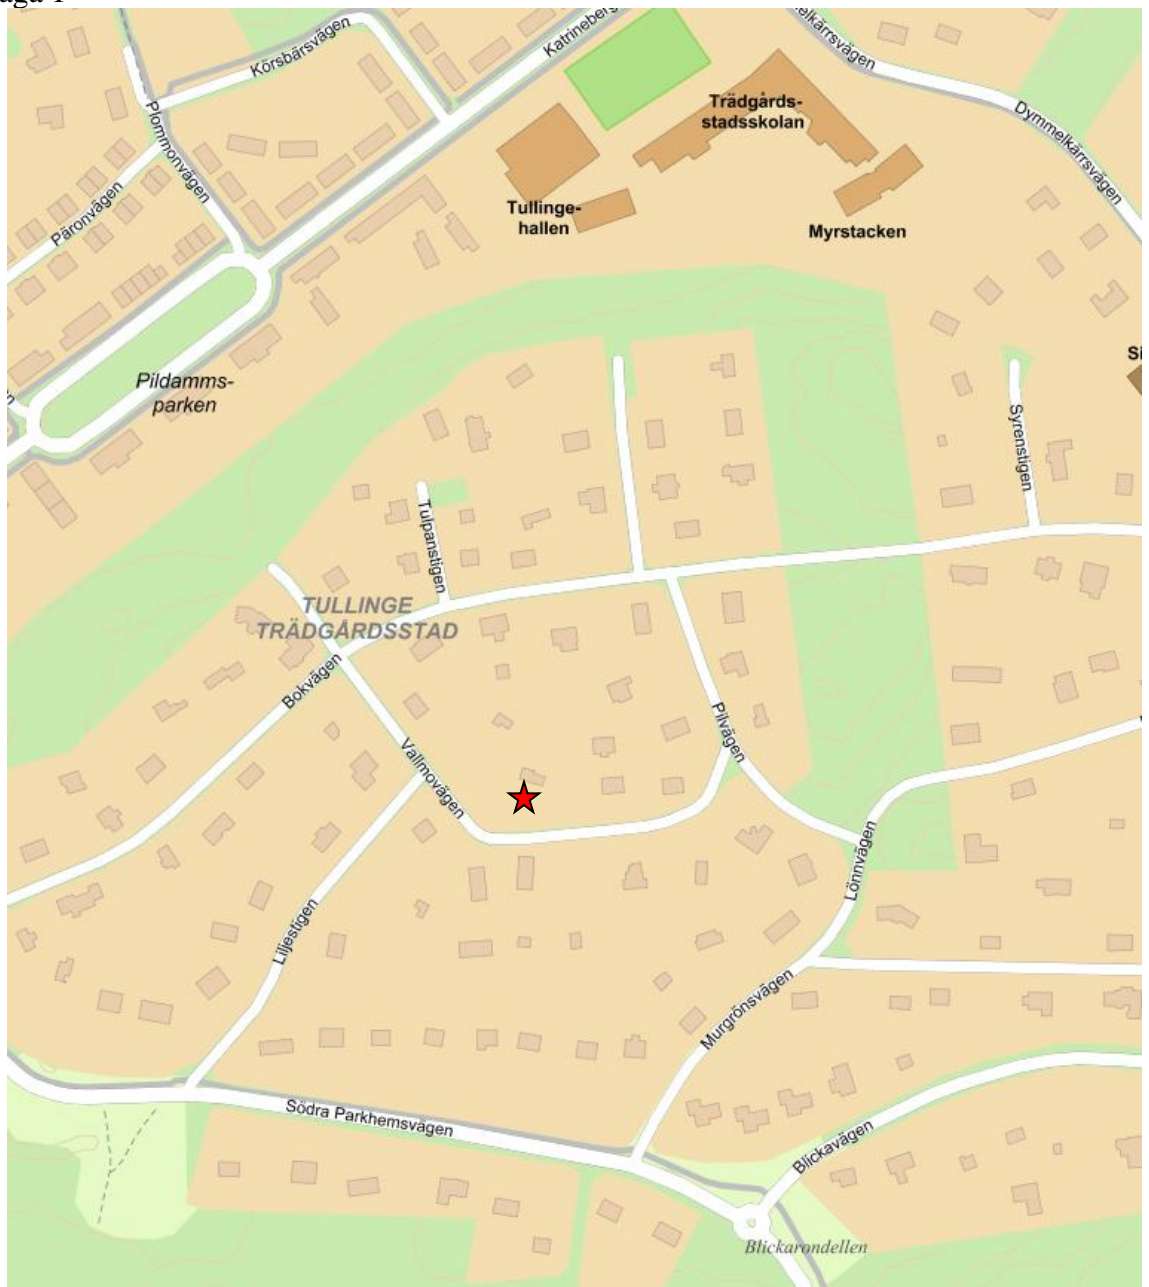 Körsbärsvägen
Katrineberg
Plommonvägen
Päronvägen
Trädgårds-
stadsskolan
Tullinge-
hallen
Myrstacken
Dymmelkärrsvägen
Pildamms-
parken
Si
Syrenstigen
Tulpanstigen
TULLINGE
TRÄDGÅRDSSTAD
Bokvägen
Vallmovägen
Pilvägen
Lönnvägen
Liljestigen
Murgrönsvägen
Södra Parkhemsvägen
Blickavägen
Blickarondellen